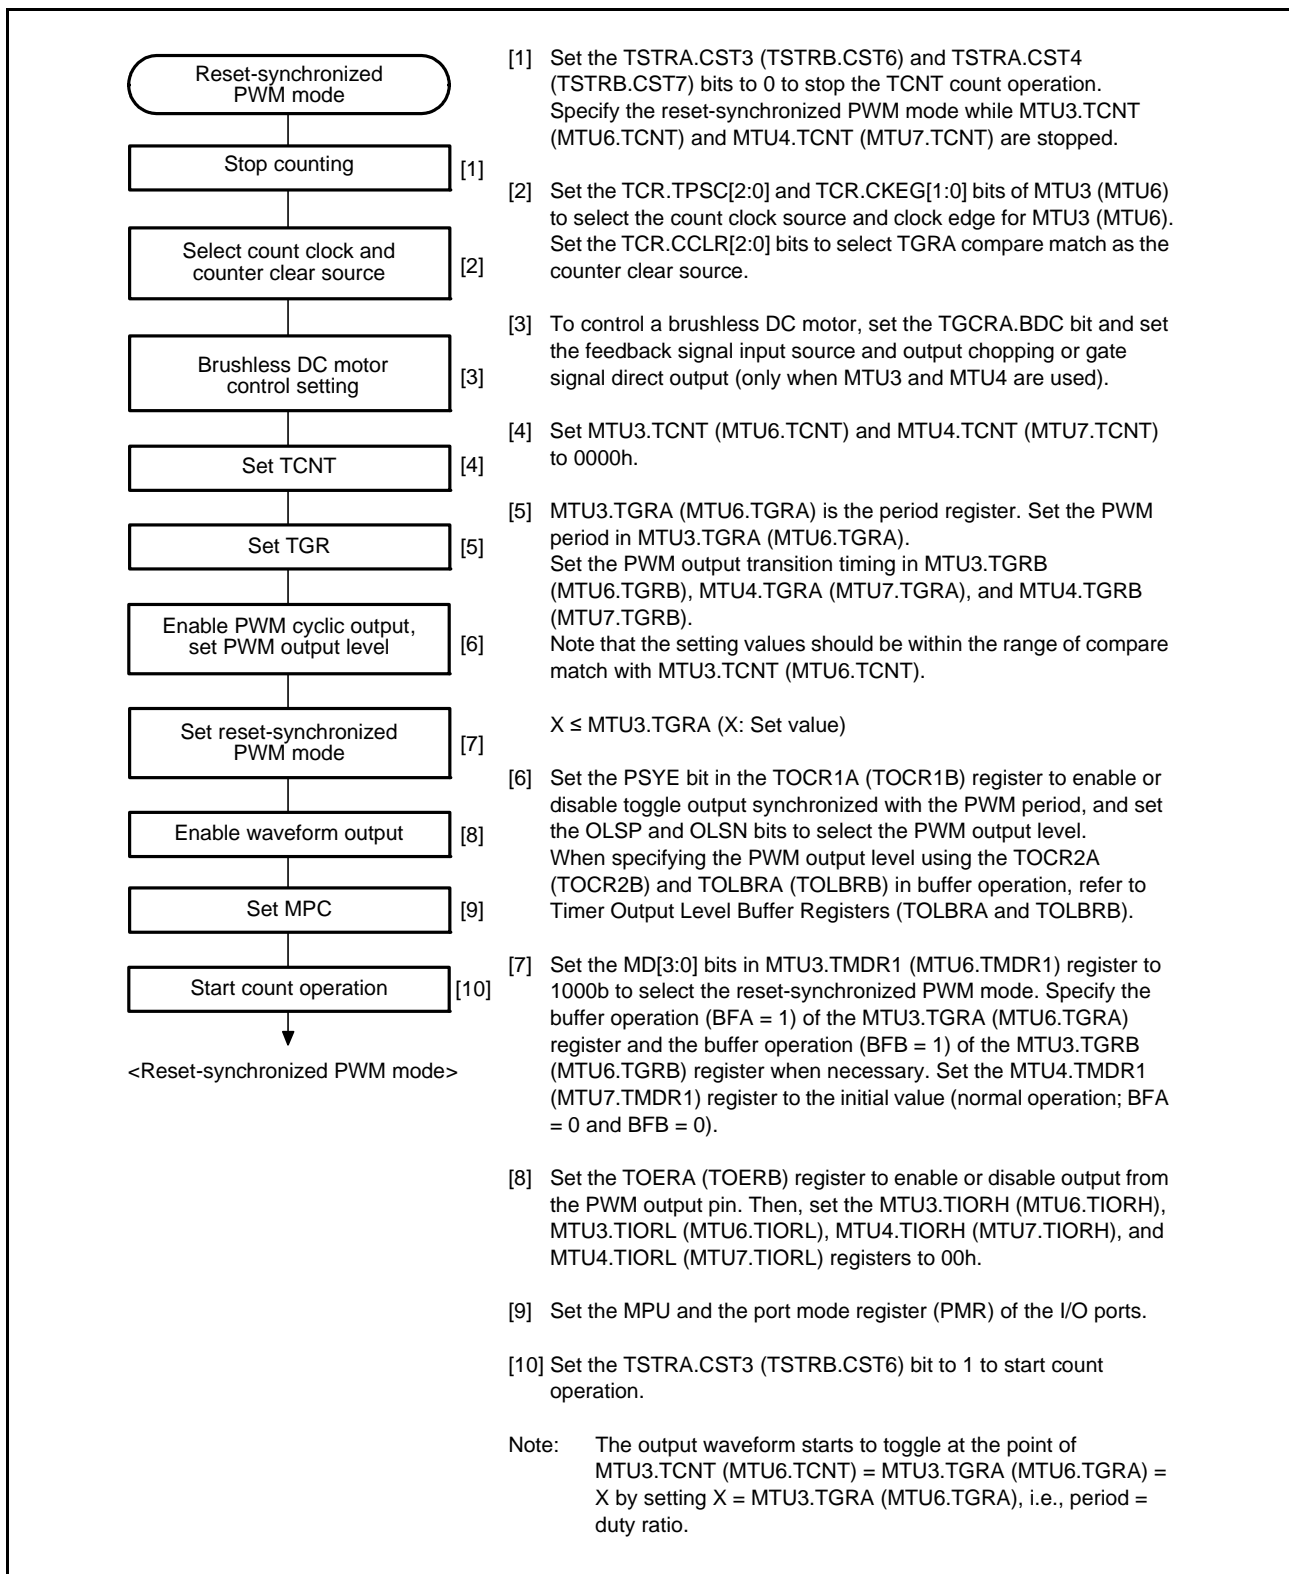 Reset-synchronized
PWM mode
Stop counting
[1]
Select count clock and
counter clear source
[2]
Brushless DC motor
control setting
[3]
Set TCNT
[4]
Set TGR
[5]
Enable PWM cyclic output,
set PWM output level
[6]
Set reset-synchronized
PWM mode
[7]
Enable waveform output
[8]
Set MPC
[9]
Start count operation
[10]
<Reset-synchronized PWM mode>
[1] Set the TSTRA.CST3 (TSTRB.CST6) and TSTRA.CST4
(TSTRB.CST7) bits to 0 to stop the TCNT count operation.
Specify the reset-synchronized PWM mode while MTU3.TCNT
(MTU6.TCNT) and MTU4.TCNT (MTU7.TCNT) are stopped.
[2] Set the TCR.TPSC[2:0] and TCR.CKEG[1:0] bits of MTU3 (MTU6)
to select the count clock source and clock edge for MTU3 (MTU6).
Set the TCR.CCLR[2:0] bits to select TGRA compare match as the
counter clear source.
[3] To control a brushless DC motor, set the TGCRA.BDC bit and set
the feedback signal input source and output chopping or gate
signal direct output (only when MTU3 and MTU4 are used).
[4] Set MTU3.TCNT (MTU6.TCNT) and MTU4.TCNT (MTU7.TCNT)
to 0000h.
[5] MTU3.TGRA (MTU6.TGRA) is the period register. Set the PWM
period in MTU3.TGRA (MTU6.TGRA).
Set the PWM output transition timing in MTU3.TGRB
(MTU6.TGRB), MTU4.TGRA (MTU7.TGRA), and MTU4.TGRB
(MTU7.TGRB).
Note that the setting values should be within the range of compare
match with MTU3.TCNT (MTU6.TCNT).
X ≤ MTU3.TGRA (X: Set value)
[6] Set the PSYE bit in the TOCR1A (TOCR1B) register to enable or
disable toggle output synchronized with the PWM period, and set
the OLSP and OLSN bits to select the PWM output level.
When specifying the PWM output level using the TOCR2A
(TOCR2B) and TOLBRA (TOLBRB) in buffer operation, refer to
Timer Output Level Buffer Registers (TOLBRA and TOLBRB).
[7] Set the MD[3:0] bits in MTU3.TMDR1 (MTU6.TMDR1) register to
1000b to select the reset-synchronized PWM mode. Specify the
buffer operation (BFA = 1) of the MTU3.TGRA (MTU6.TGRA)
register and the buffer operation (BFB = 1) of the MTU3.TGRB
(MTU6.TGRB) register when necessary. Set the MTU4.TMDR1
(MTU7.TMDR1) register to the initial value (normal operation; BFA
= 0 and BFB = 0).
[8] Set the TOERA (TOERB) register to enable or disable output from
the PWM output pin. Then, set the MTU3.TIORH (MTU6.TIORH),
MTU3.TIORL (MTU6.TIORL), MTU4.TIORH (MTU7.TIORH), and
MTU4.TIORL (MTU7.TIORL) registers to 00h.
[9] Set the MPU and the port mode register (PMR) of the I/O ports.
[10] Set the TSTRA.CST3 (TSTRB.CST6) bit to 1 to start count
operation.
Note: The output waveform starts to toggle at the point of
MTU3.TCNT (MTU6.TCNT) = MTU3.TGRA (MTU6.TGRA) =
X by setting X = MTU3.TGRA (MTU6.TGRA), i.e., period =
duty ratio.